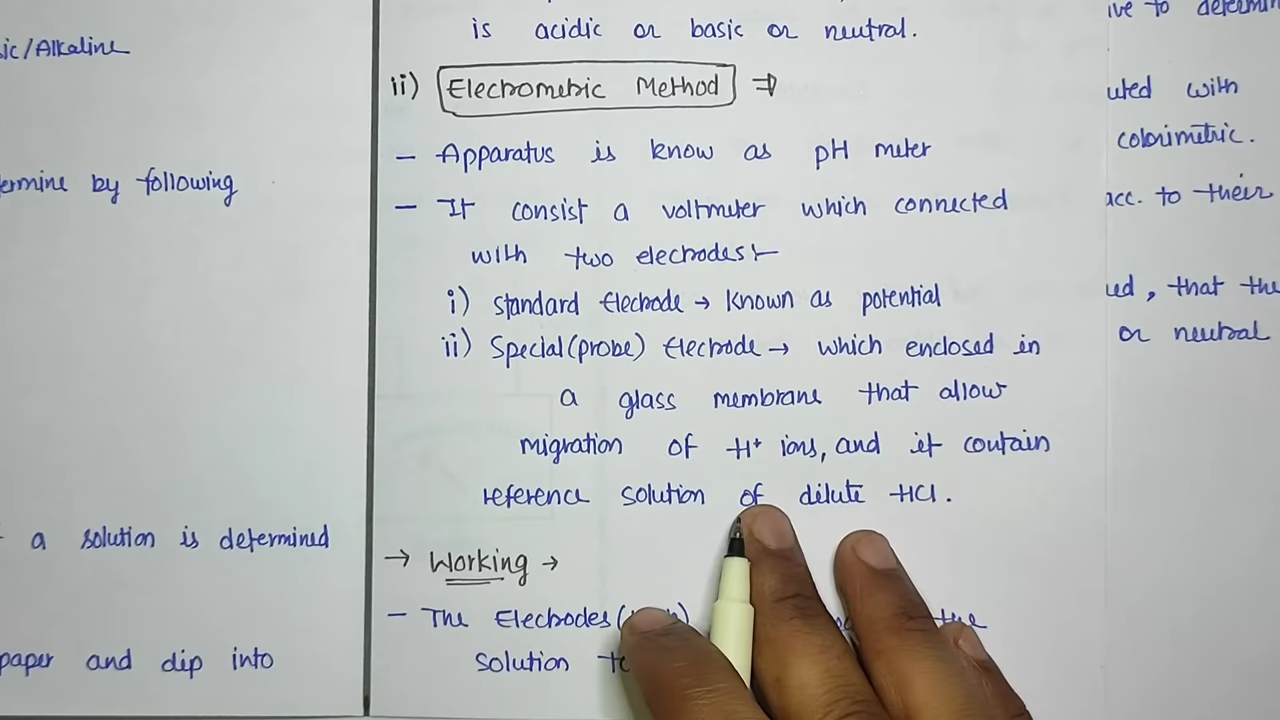 ic/Alkaline
ermine by following
a solution is determined
paper and dip into
is acidic or basic or neutral.
ii) Electrometric Method ⇒
- Apparatus is know as pH meter
- It consist a voltmeter which connected
with two electrodes:-
i) Standard Electrode → Known as potential
ii) Special (probe) Electrode → which enclosed in
a glass membrane that allow
migration of H+ ions, and it contain
reference solution of dilute HCl.
→ Working →
- The Electrodes ( the
solution
ive to determin
uted with
colorimetric.
acc. to their
ed, that the
or neutral